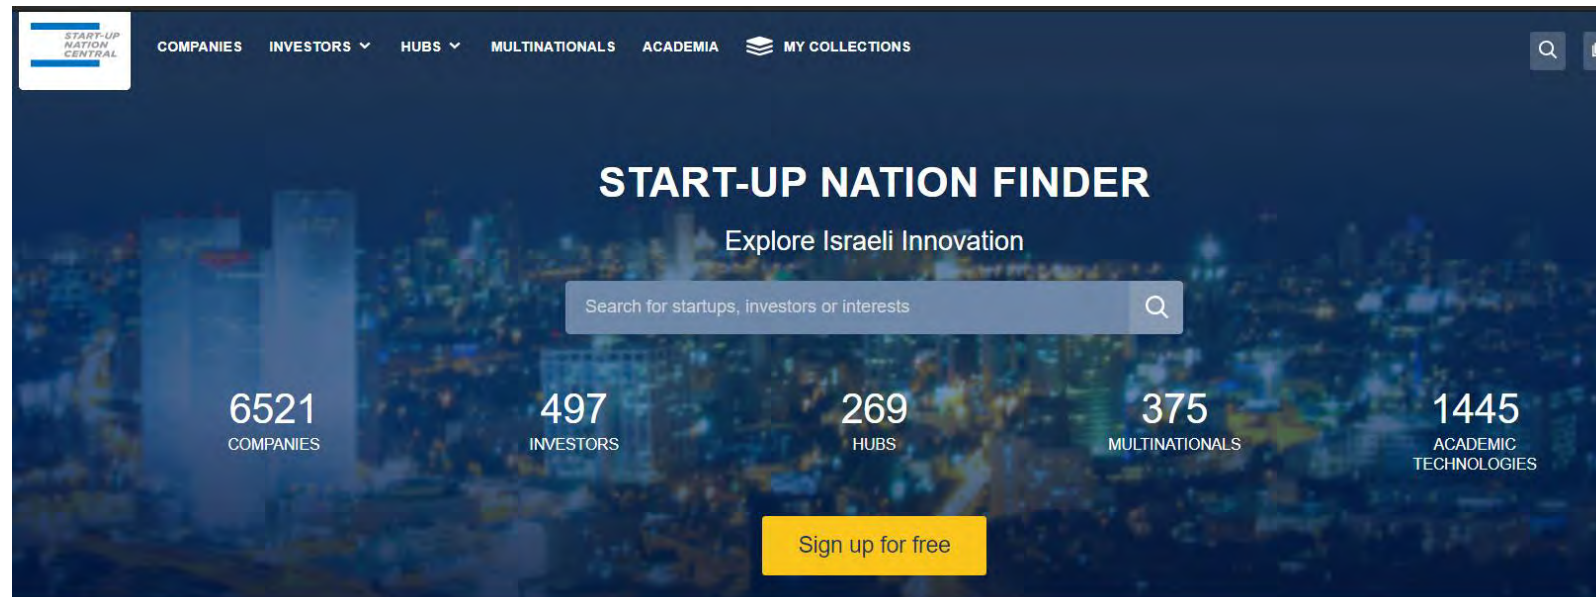 START-UP
NATION
CENTRAL
COMPANIES INVESTORS HUBS MULTINATIONALS ACADEMIA MY COLLECTIONS
START-UP NATION FINDER
Explore Israeli Innovation
Search for startups, investors or interests
6521 497 269 375 1445
COMPANIES INVESTORS HUBS MULTINATIONALS ACADEMIC
TECHNOLOGIES
Sign up for free